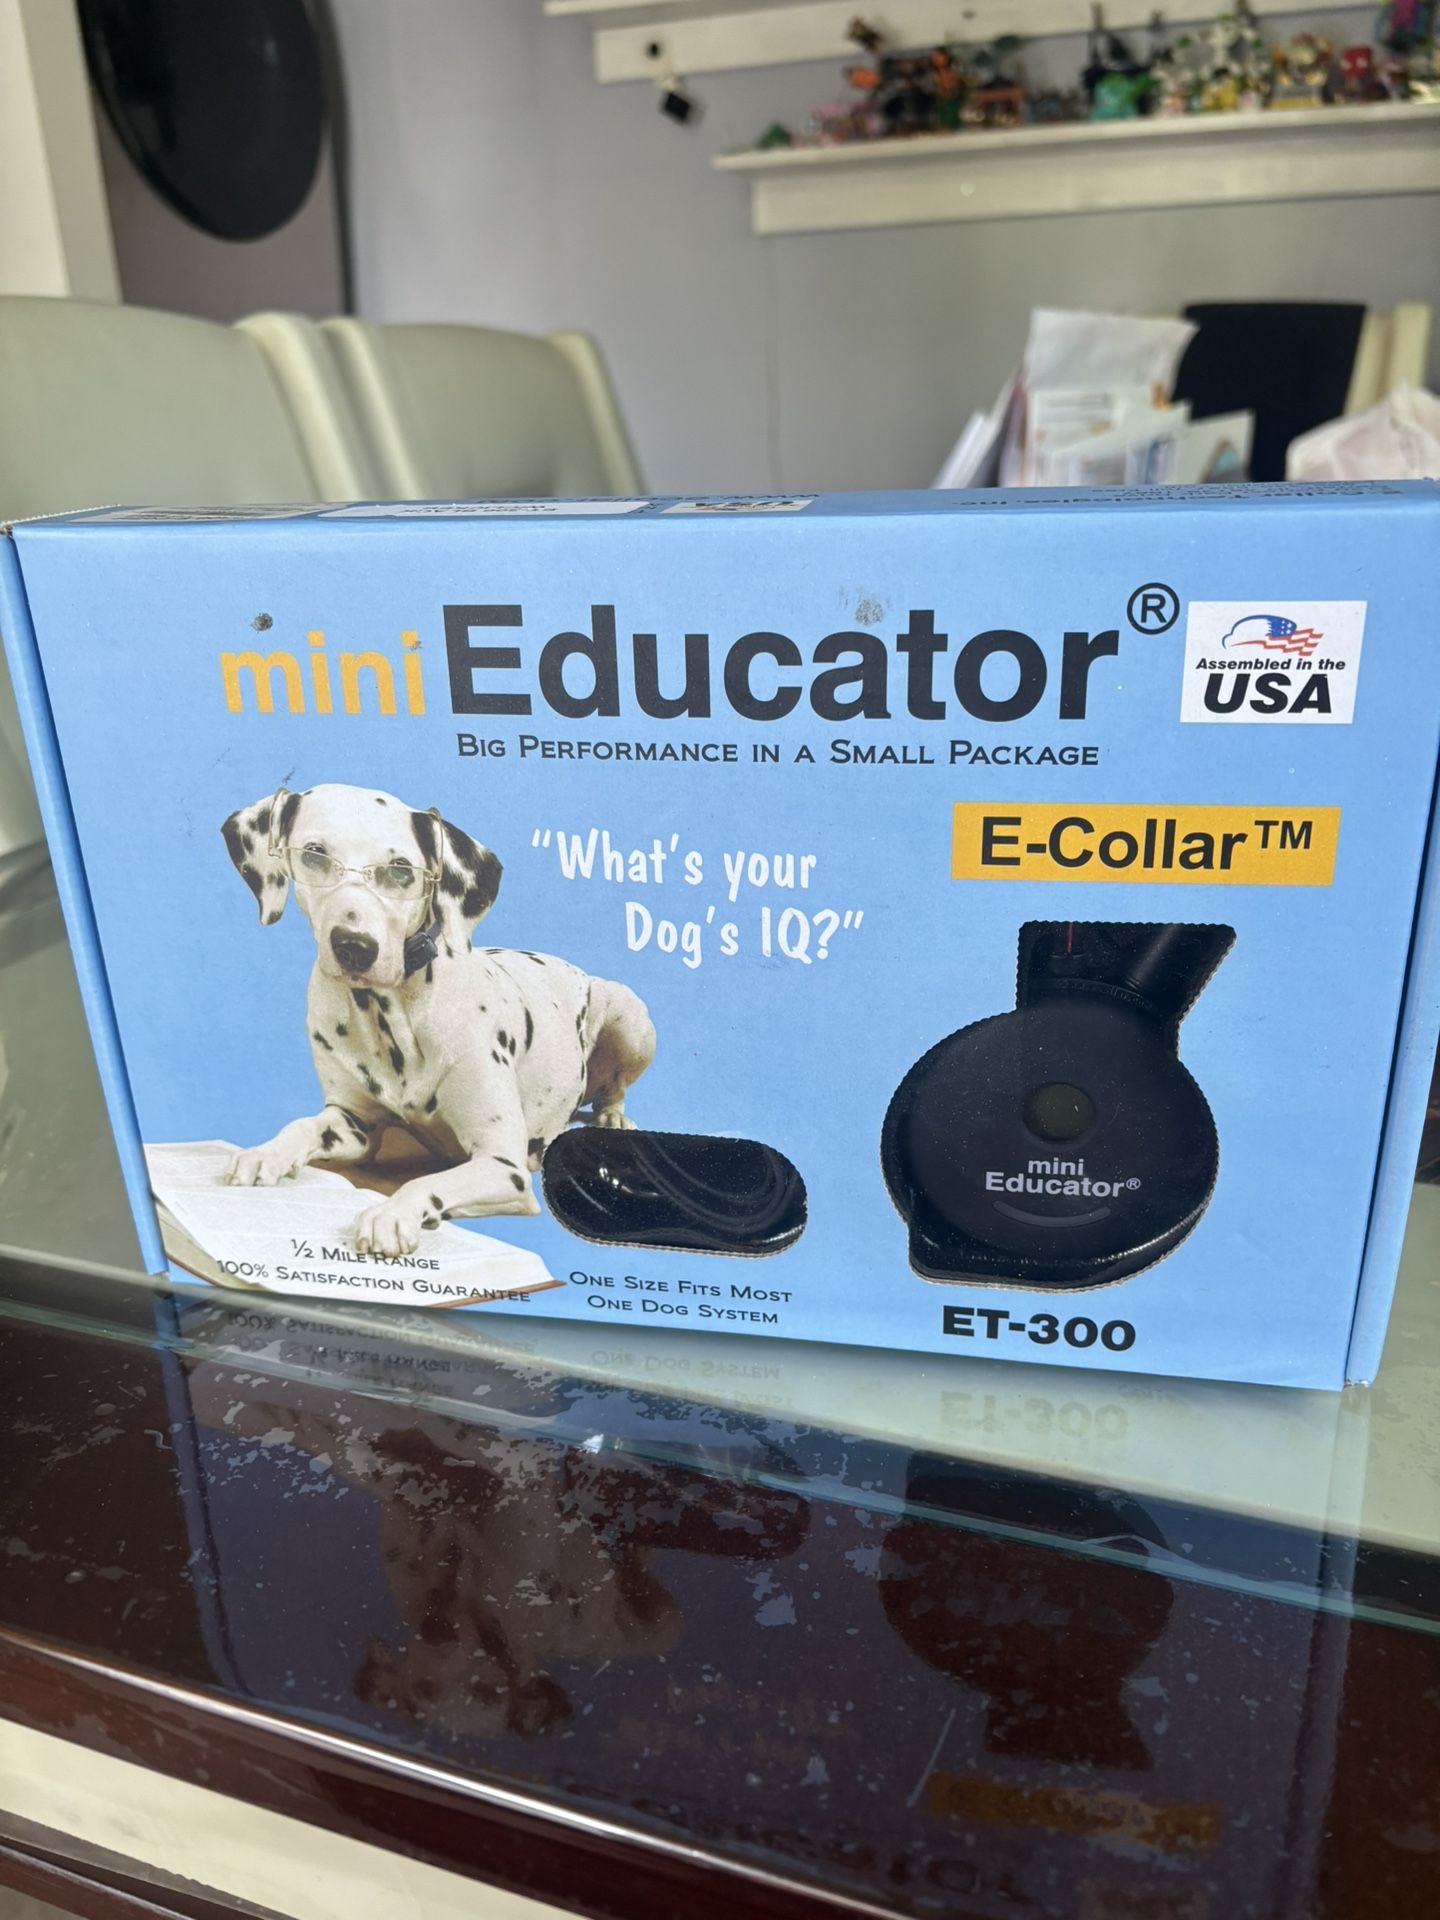 mini Educator®
Big Performance in a Small Package
Assembled in the
USA
E-Collar™
"What's your
Dog's IQ?"
mini
Educator®
½ Mile Range
100% Satisfaction Guarantee
One Size Fits Most
One Dog System
ET-300